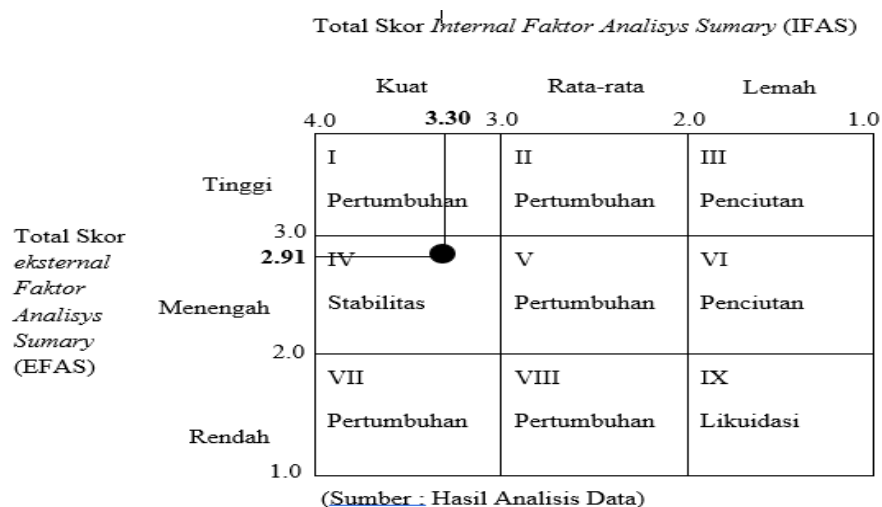 Total Skor Internal Faktor Analisys Sumary (IFAS)
Kuat Rata-rata Lemah
4.0 3.30 3.0 2.0 1.0
I II III
Tinggi
Pertumbuhan Pertumbuhan Penciutan
3.0
Total Skor
eksternal
Faktor
Analisys
Sumary
(EFAS)
2.91
IV V VI
Menengah
Stabilitas Pertumbuhan Penciutan
2.0
VII VIII IX
Rendah
Pertumbuhan Pertumbuhan Likuidasi
1.0
(Sumber : Hasil Analisis Data)